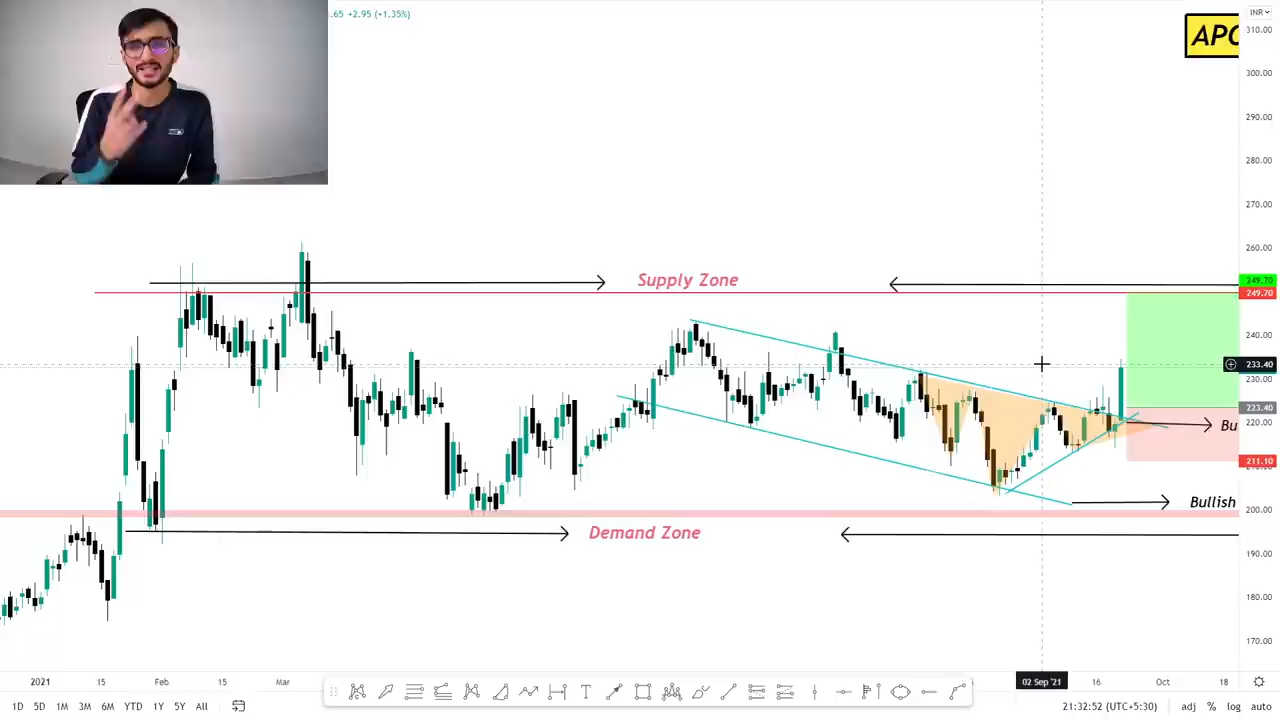 .65 +2.95 (+1.35%)
INR
APO
310.00
300.00
290.00
280.00
270.00
260.00
Supply Zone
249.70
249.70
240.00
233.40
230.00
223.40
220.00
Bu
211.10
Bullish
200.00
Demand Zone
190.00
180.00
170.00
2021 15 Feb 15 Mar 02 Sep '21 16 Oct 18
1D 5D 1M 3M 6M YTD 1Y 5Y All 21:32:52 (UTC+5:30) adj % log auto